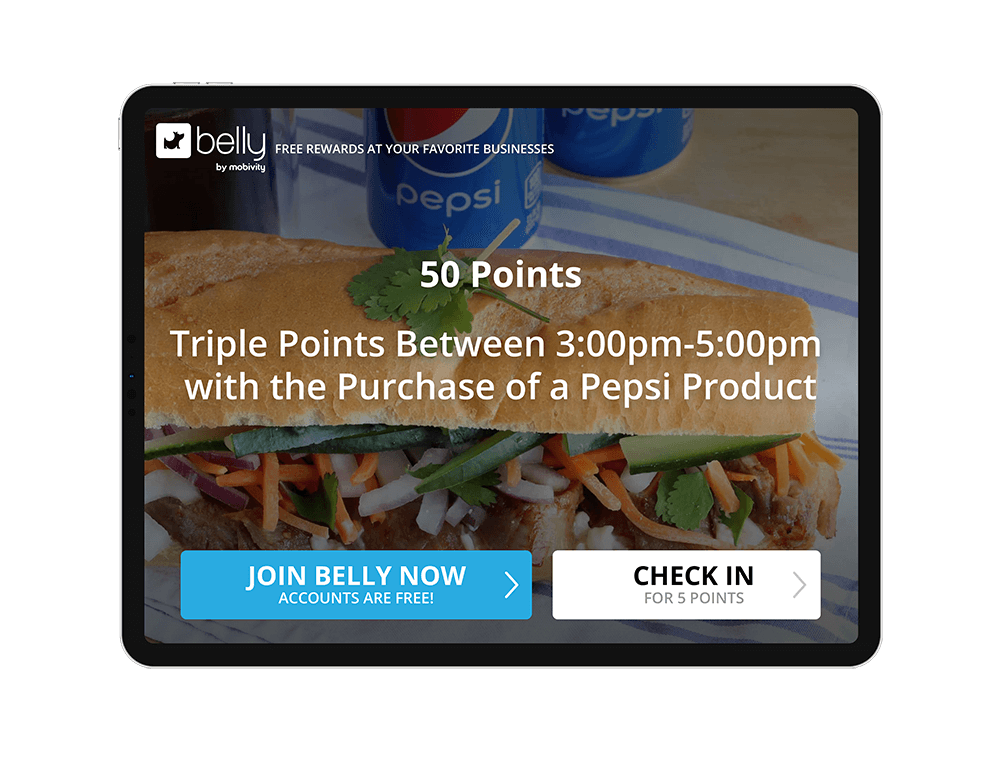 belly
by mobivity
FREE REWARDS AT YOUR FAVORITE BUSINESSES
pepsi
pepsi
50 Points
Triple Points Between 3:00pm-5:00pm
with the Purchase of a Pepsi Product
JOIN BELLY NOW
ACCOUNTS ARE FREE!
CHECK IN
FOR 5 POINTS